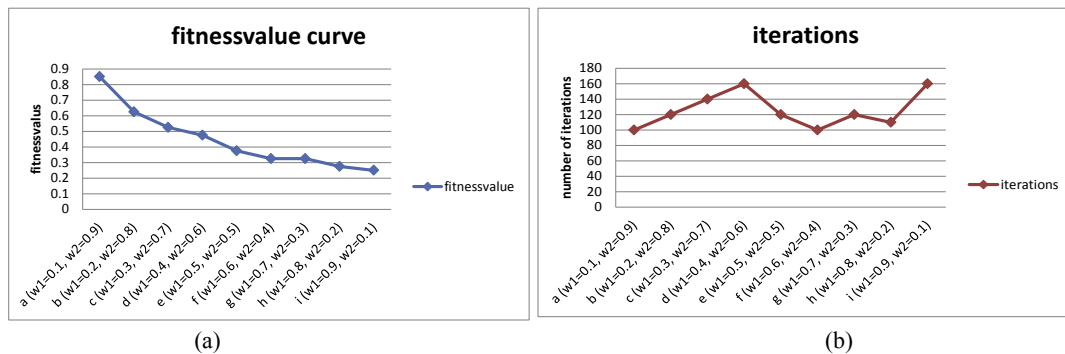 fitnessvalue curve
fitnessvalus
0.9
0.8
0.7
0.6
0.5
0.4
0.3
0.2
0.1
0
a (w1=0.1, w2=0.9)
b (w1=0.2, w2=0.8)
c (w1=0.3, w2=0.7)
d (w1=0.4, w2=0.6)
e (w1=0.5, w2=0.5)
f (w1=0.6, w2=0.4)
g (w1=0.7, w2=0.3)
h (w1=0.8, w2=0.2)
i (w1=0.9, w2=0.1)
fitnessvalue
(a)
iterations
number of iterations
180
160
140
120
100
80
60
40
20
0
a (w1=0.1, w2=0.9)
b (w1=0.2, w2=0.8)
c (w1=0.3, w2=0.7)
d (w1=0.4, w2=0.6)
e (w1=0.5, w2=0.5)
f (w1=0.6, w2=0.4)
g (w1=0.7, w2=0.3)
h (w1=0.8, w2=0.2)
i (w1=0.9, w2=0.1)
iterations
(b)